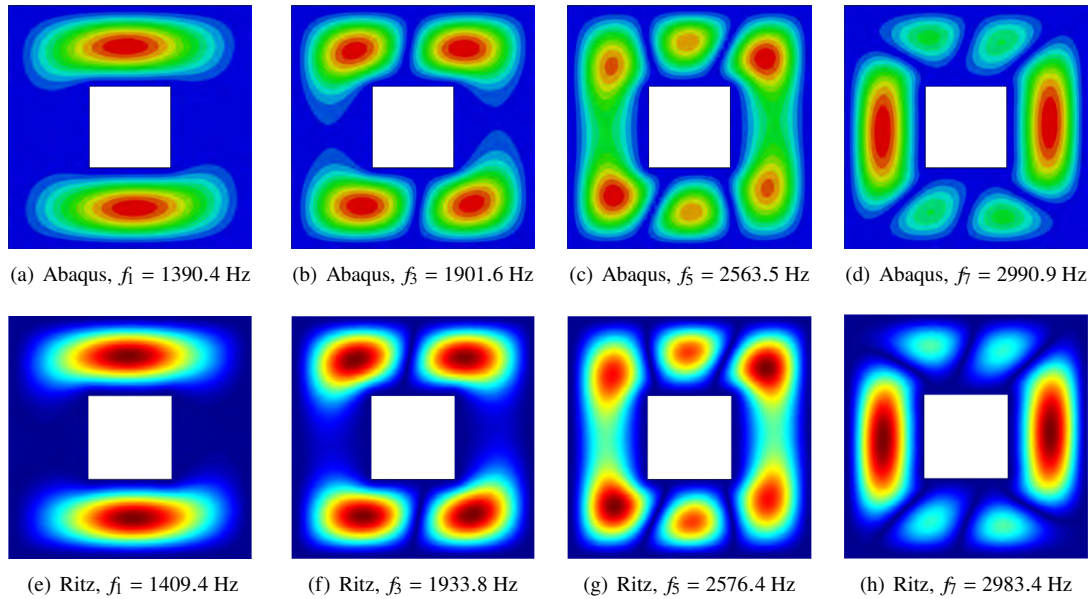 (a) Abaqus, f1 = 1390.4 Hz
(b) Abaqus, f3 = 1901.6 Hz
(c) Abaqus, f5 = 2563.5 Hz
(d) Abaqus, f7 = 2990.9 Hz
(e) Ritz, f1 = 1409.4 Hz
(f) Ritz, f3 = 1933.8 Hz
(g) Ritz, f5 = 2576.4 Hz
(h) Ritz, f7 = 2983.4 Hz